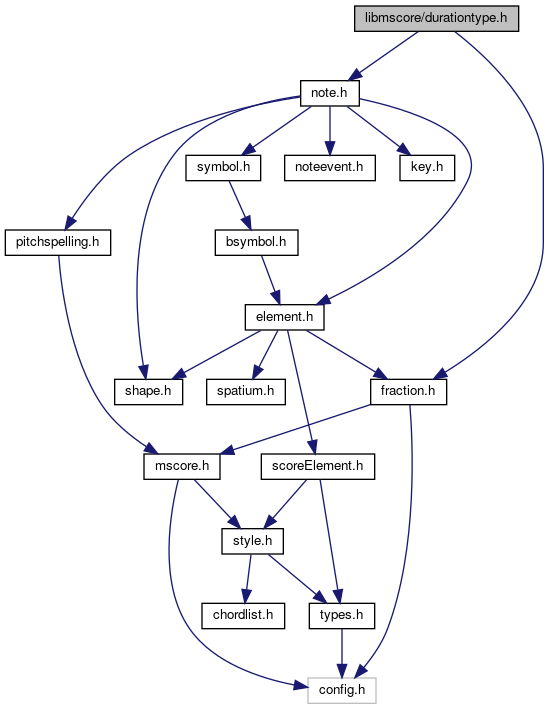 libmscore/durationtype.h
note.h
symbol.h
noteevent.h
key.h
pitchspelling.h
bsymbol.h
element.h
shape.h
spatium.h
fraction.h
mscore.h
scoreElement.h
style.h
chordlist.h
types.h
config.h